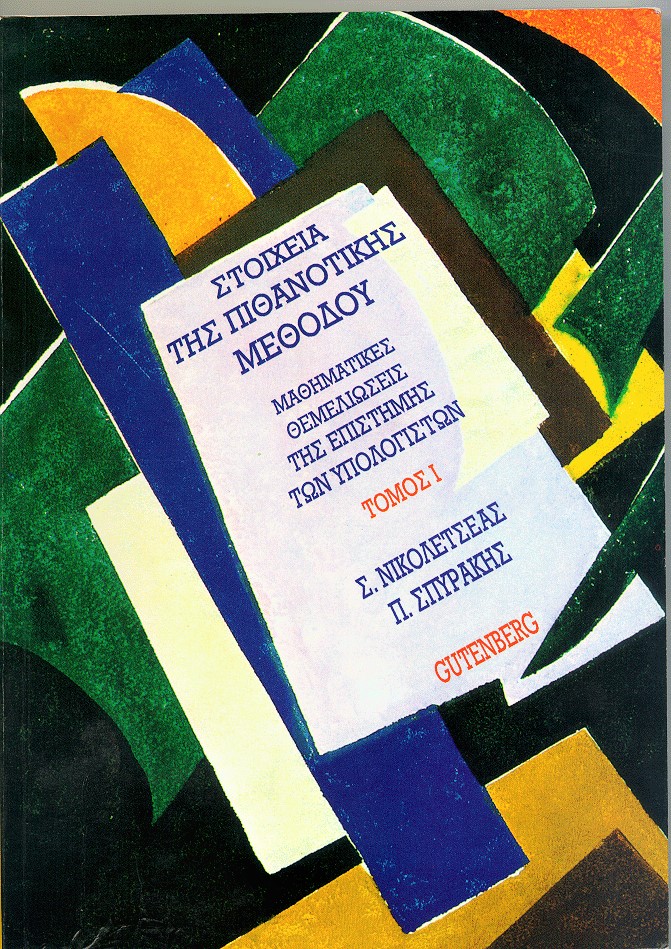 ΣΤΟΙΧΕΙΑ
ΤΗΣ ΠΙΘΑΝΟΤΙΚΗΣ
ΜΕΘΟΔΟΥ
ΜΑΘΗΜΑΤΙΚΕΣ
ΘΕΜΕΛΙΩΣΕΙΣ
ΤΗΣ ΕΠΙΣΤΗΜΗΣ
ΤΩΝ ΥΠΟΛΟΓΙΣΤΩΝ
ΤΟΜΟΣ Ι
Σ. ΝΙΚΟΛΕΤΣΕΑΣ
Π. ΣΠΥΡΑΚΗΣ
GUTENBERG